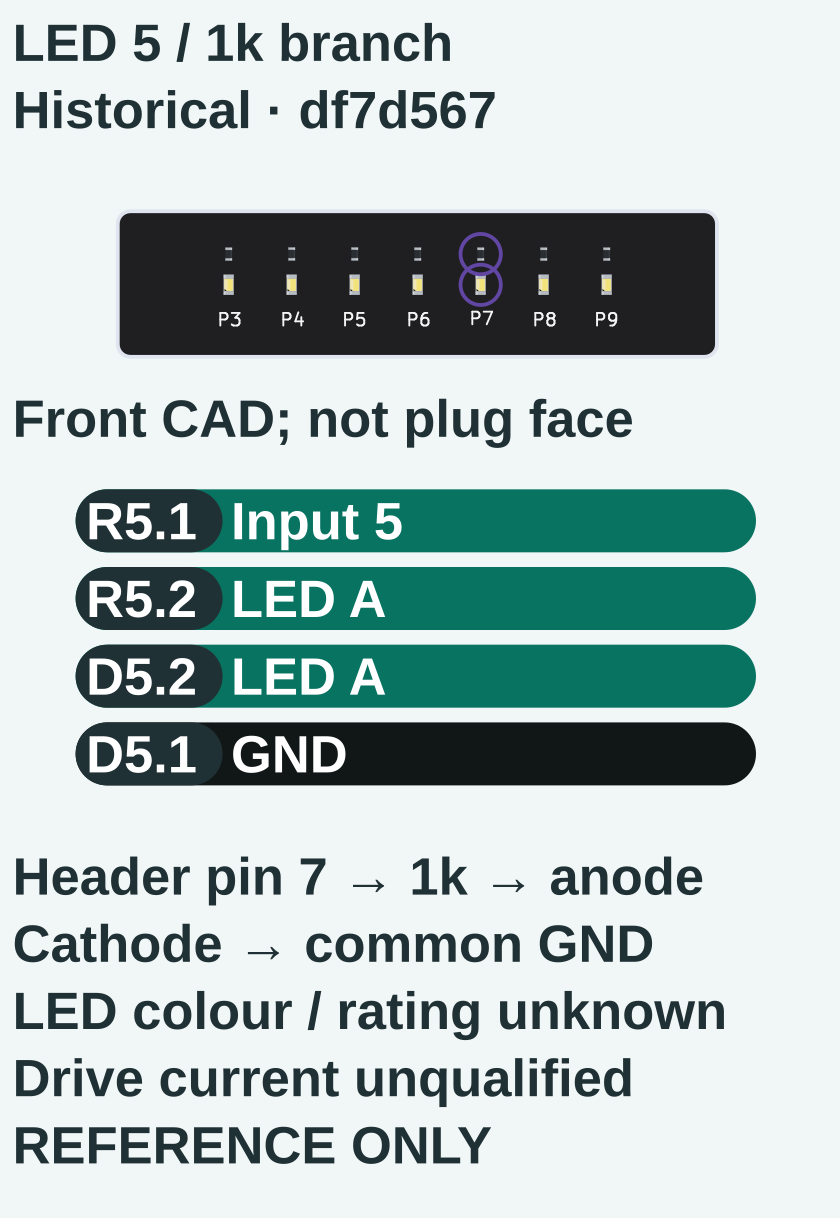 LED 5 / 1k branch
Historical · df7d567
P3 P4 P5 P6 P7 P8 P9
Front CAD; not plug face
R5.1 Input 5
R5.2 LED A
D5.2 LED A
D5.1 GND
Header pin 7 → 1k → anode
Cathode → common GND
LED colour / rating unknown
Drive current unqualified
REFERENCE ONLY